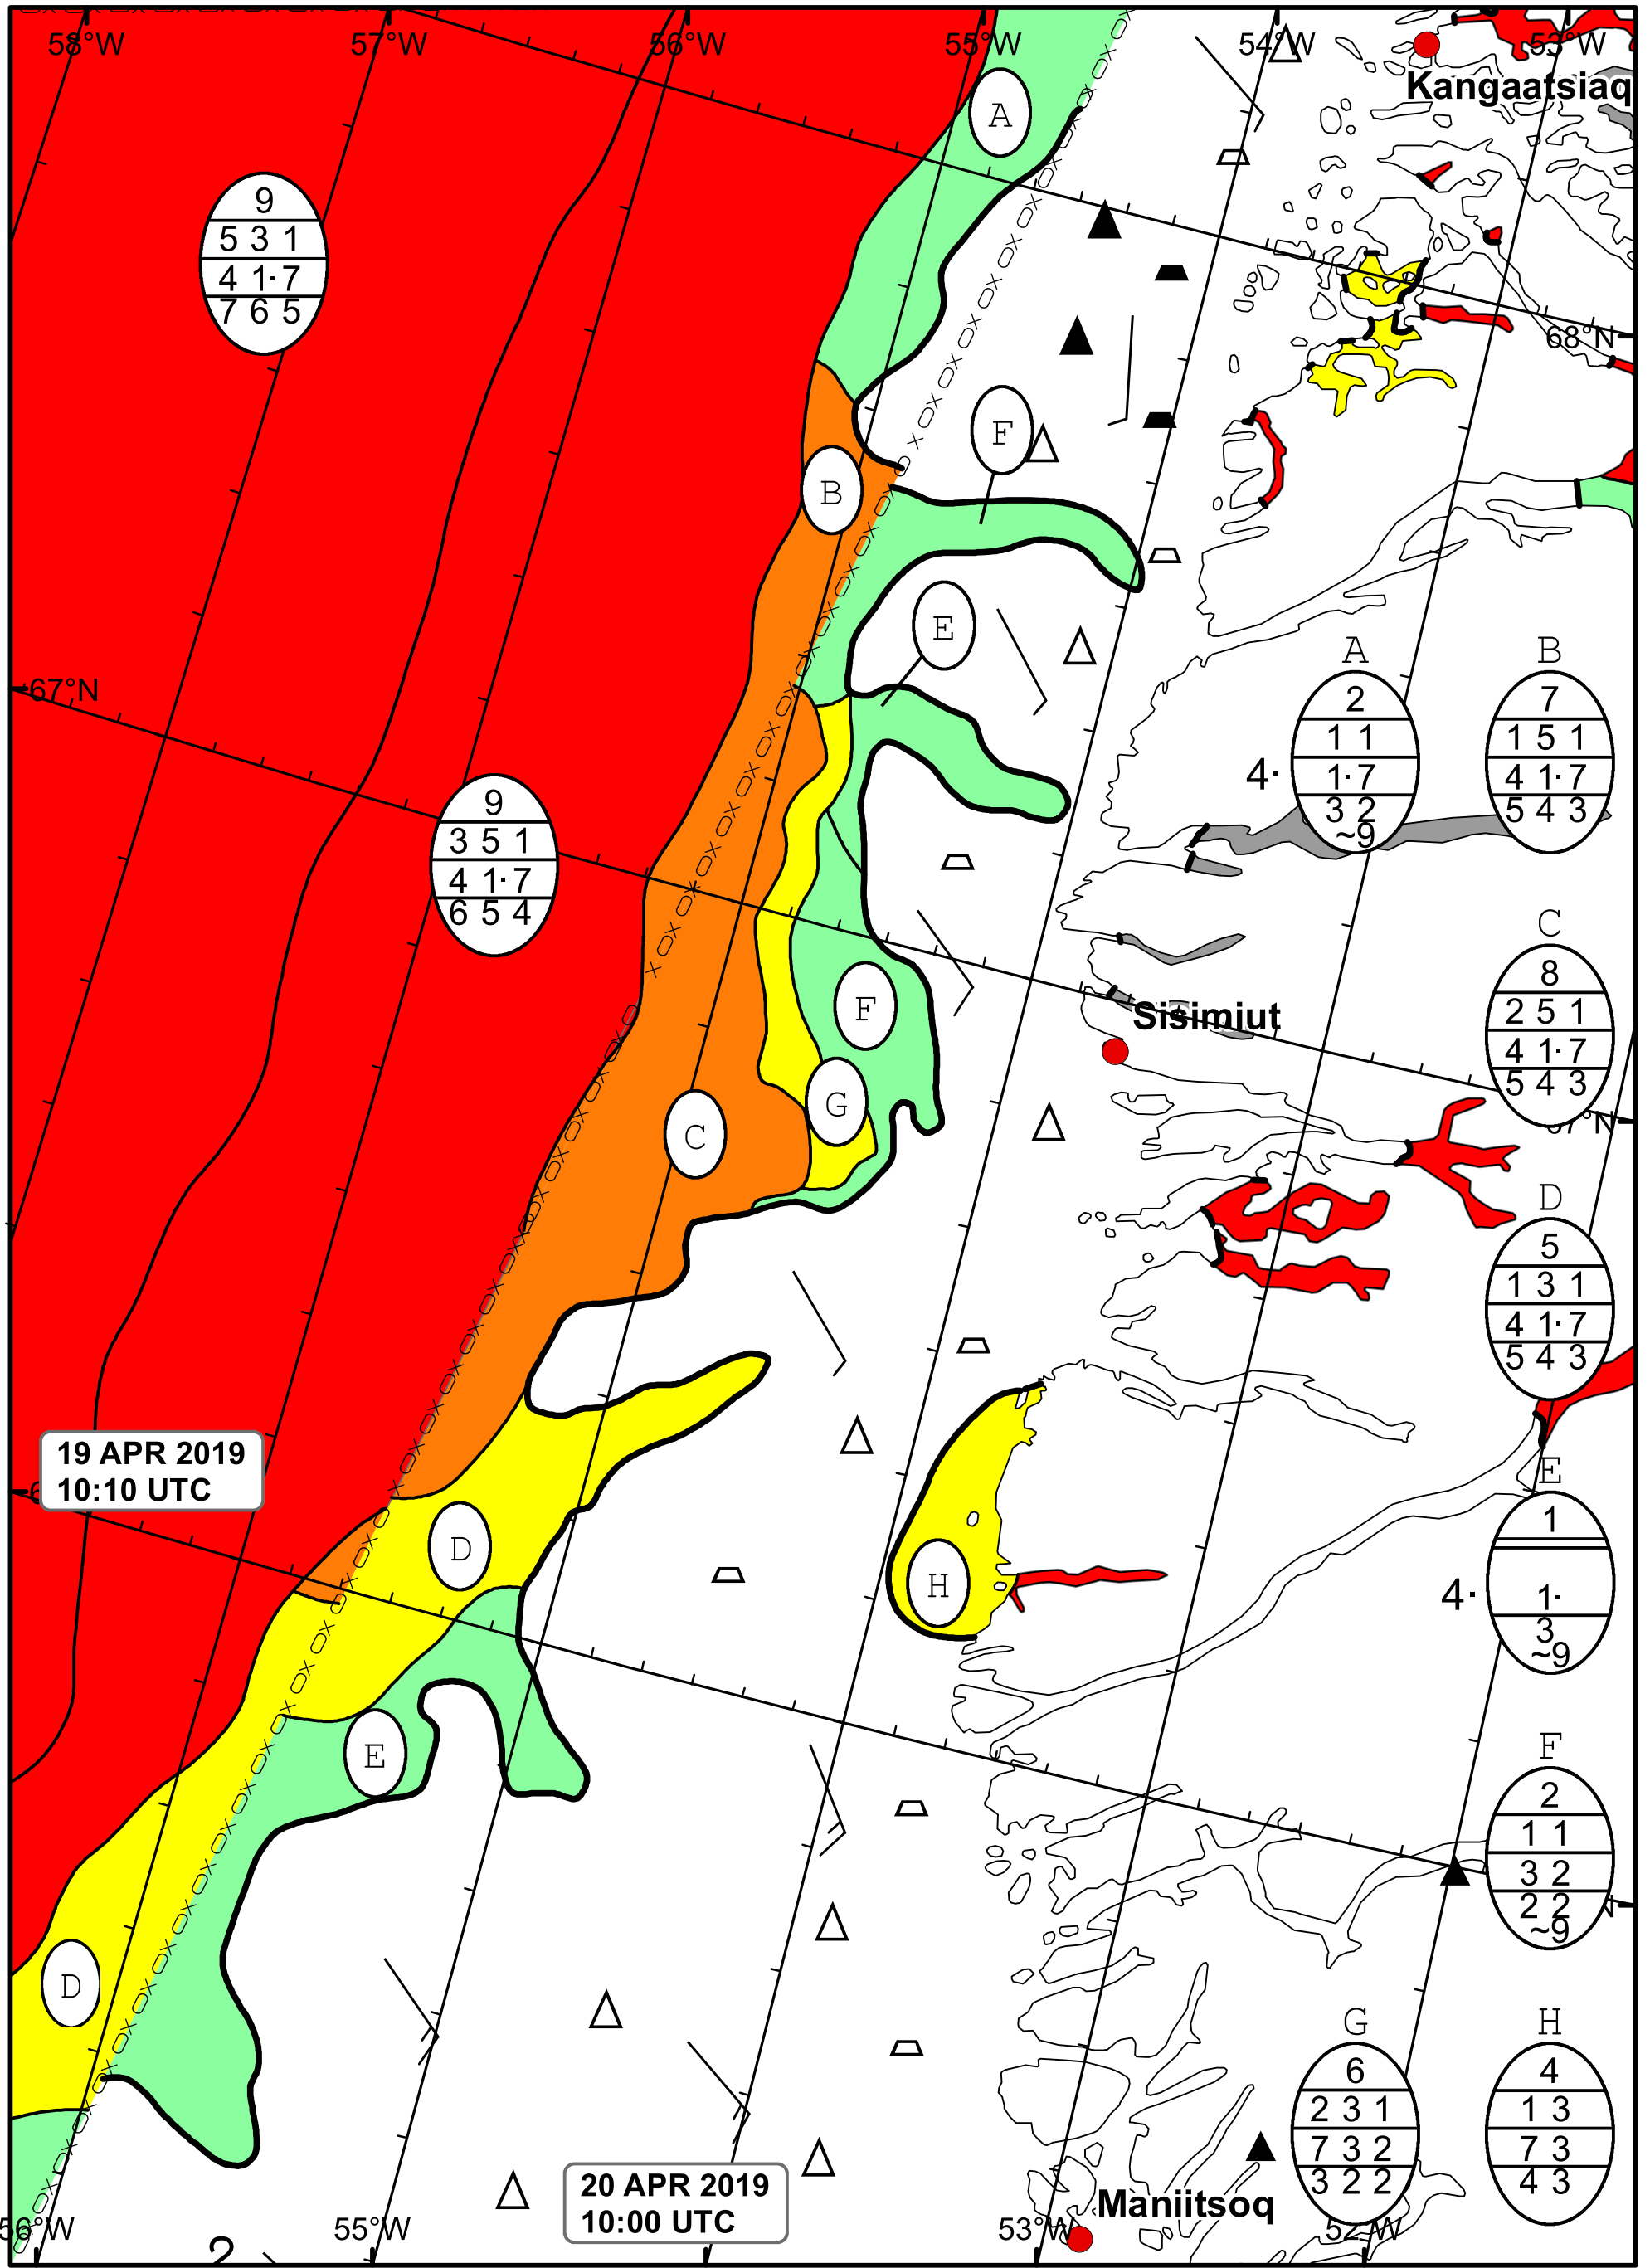 58°W 57°W 56°W 55°W 54°W 53°W
Kangaatsiaq
A
9
5 3 1
4 1· 7
7 6 5
68°N
F
B
E
67°N
A
2
1 1
4·
1· 7
3 2
~9
B
7
1 5 1
4 1· 7
5 4 3
9
3 5 1
4 1· 7
6 5 4
F
Sisimiut
G
C
C
8
2 5 1
4 1· 7
5 4 3
67°N
D
5
1 3 1
4 1· 7
5 4 3
19 APR 2019
10:10 UTC
D
H
E
1
4·
1·
3
~9
E
F
2
1 1
3 2
2 2
~9
N
D
G
6
2 3 1
7 3 2
3 2 2
H
4
1 3
7 3
4 3
20 APR 2019
10:00 UTC
Maniitsoq
56°W 55°W 53°W 52°W
2